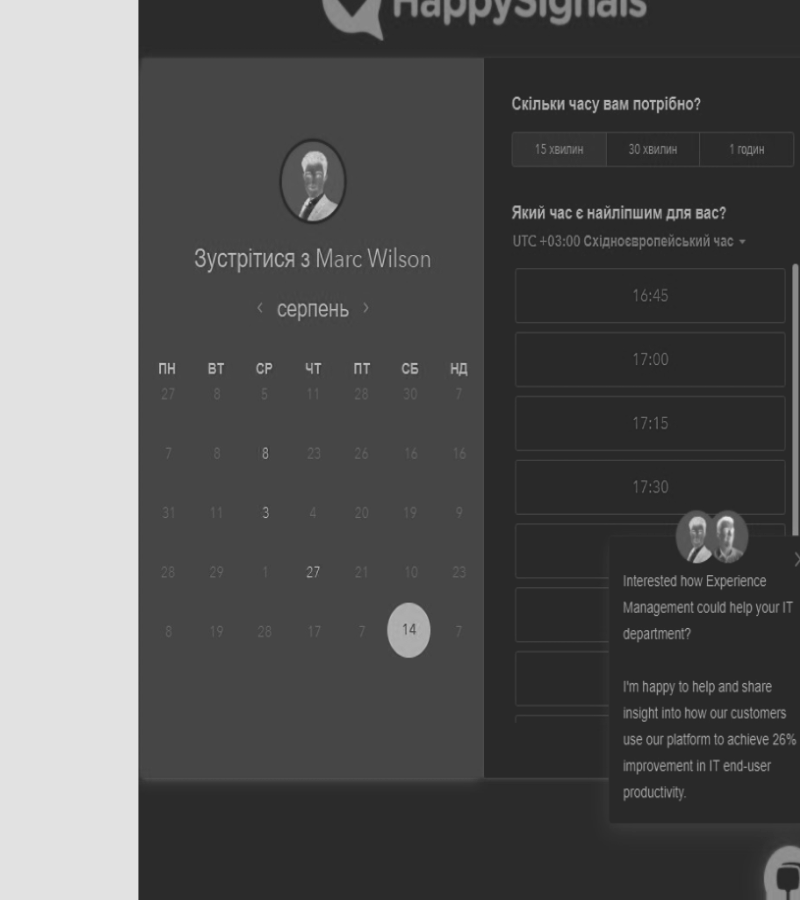 HappySignals
Скільки часу вам потрібно?
15 хвилин 30 хвилин 1 годин
Який час є найліпшим для вас?
UTC +03:00 Східноєвропейський час
Зустрітися з Marc Wilson
серпень
ПН ВТ СР ЧТ ПТ СБ НД
27 8 5 11 28 30 7
7 8 8 23 26 16 16
31 11 3 4 20 19 9
28 29 1 27 21 10 23
8 19 28 17 7 14 7
16:45
17:00
17:15
17:30
Interested how Experience
Management could help your IT
department?
I'm happy to help and share
insight into how our customers
use our platform to achieve 26%
improvement in IT end-user
productivity.